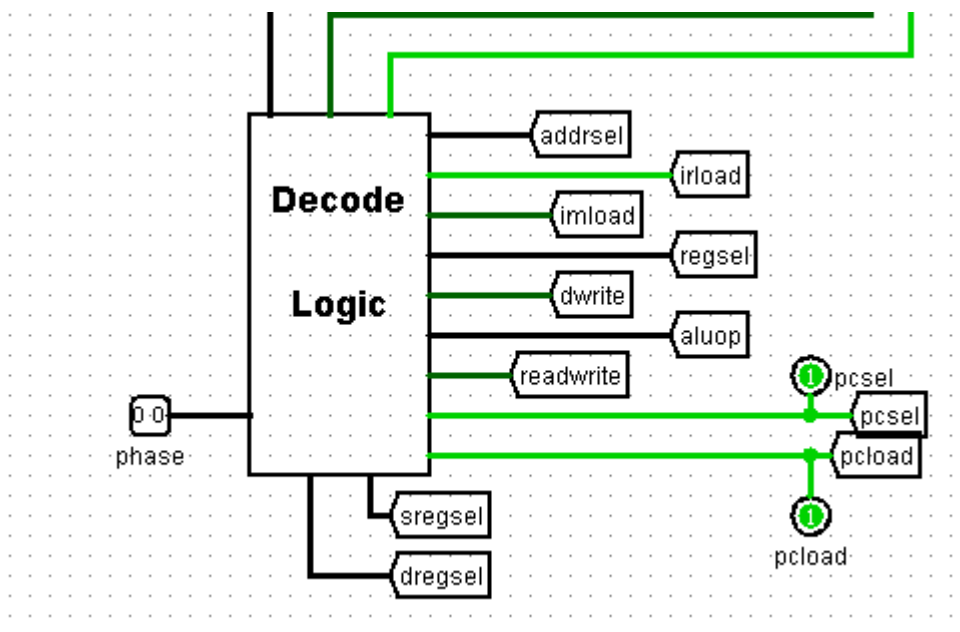 addrsel
irload
Decode
imload
regsel
Logic
dwrite
aluop
readwrite
1 pcsel
0 0
pcsel
phase
pcload
sregsel
1
pcload
dregsel